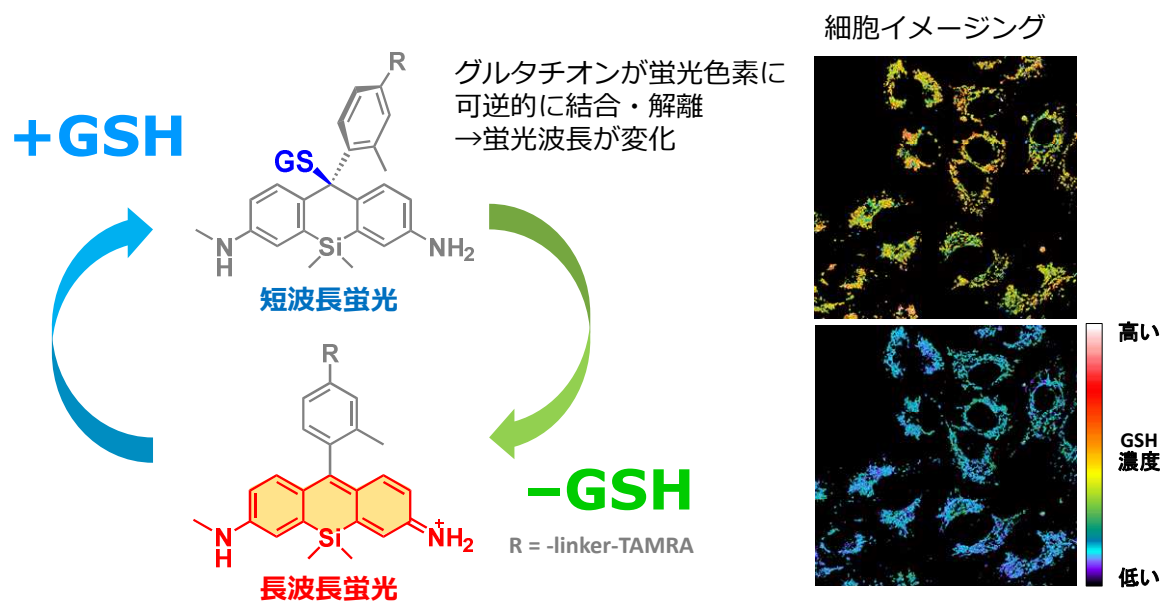 細胞イメージング
グルタチオンが蛍光色素に
可逆的に結合・解離
→蛍光波長が変化
+GSH
R
GS
N
H
Si
NH2
短波長蛍光
高い
GSH
濃度
低い
R
N
H
Si
+
NH2
長波長蛍光
−GSH
R = -linker-TAMRA